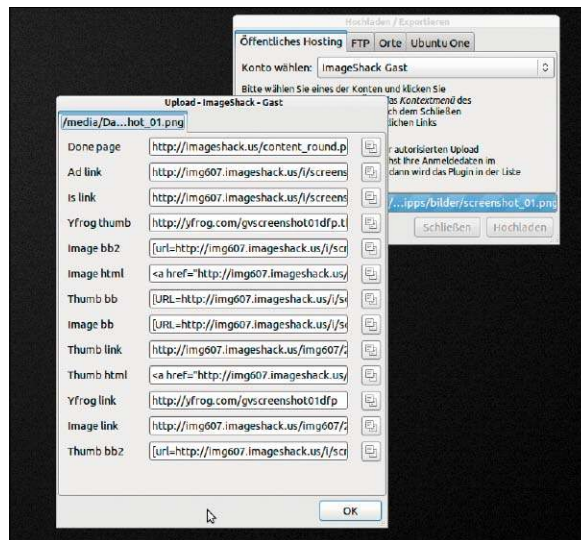 Hochladen / Exportieren
Öffentliches Hosting FTP Orte Ubuntu One
Konto wählen: ImageShack Gast
Bitte wählen Sie eines der Konten und klicken Sie
das Kontextmenü des
ch dem Schließen
tlichen Links
r autorisierten Upload
hst Ihre Anmeldedaten im
dann wird das Plugin in der Liste
/...ipps/bilder/screenshot_01.png
Schließen Hochladen
Upload - ImageShack - Gast
/media/Da...hot_01.png
Done page http://imageshack.us/content_round.p
Ad link http://img607.imageshack.us/i/screens
Is link http://img607.imageshack.us/i/screens
Yfrog thumb http://yfrog.com/gvscreenshot01dfp.t
Image bb2 [url=http://img607.imageshack.us/i/scr
Image html <a href="http://img607.imageshack.us/
Thumb bb [URL=http://img607.imageshack.us/i/s
Image bb [URL=http://img607.imageshack.us/i/s
Thumb link http://img607.imageshack.us/img607/2
Thumb html <a href="http://img607.imageshack.us/
Yfrog link http://yfrog.com/gvscreenshot01dfp
Image link http://img607.imageshack.us/img607/2
Thumb bb2 [url=http://img607.imageshack.us/i/scr
OK